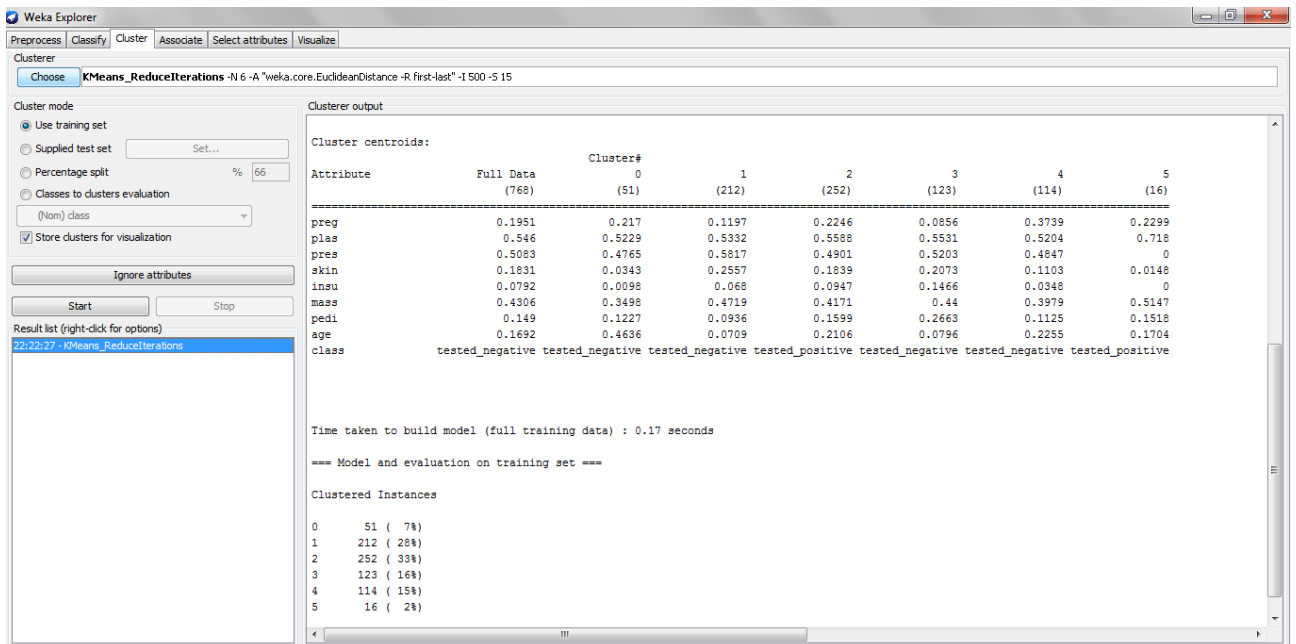 Weka Explorer
Preprocess Classify Cluster Associate Select attributes Visualize
Clusterer
Choose KMeans_ReduceIterations -N 6 -A "weka.core.EuclideanDistance -R first-last" -I 500 -S 15
Cluster mode
Use training set
Supplied test set Set...
Percentage split % 66
Classes to clusters evaluation
(Nom) class
Store clusters for visualization
Ignore attributes
Start Stop
Result list (right-click for options)
22:22:27 - KMeans_ReduceIterations
Clusterer output
Cluster centroids:
Cluster#
Attribute Full Data 0 1 2 3 4 5
(768) (51) (212) (252) (123) (114) (16)
==========================================================================================
preg 0.1951 0.217 0.1197 0.2246 0.0856 0.3739 0.2299
plas 0.546 0.5229 0.5332 0.5588 0.5531 0.5204 0.718
pres 0.5083 0.4765 0.5817 0.4901 0.5203 0.4847 0
skin 0.1831 0.0343 0.2557 0.1839 0.2073 0.1103 0.0148
insu 0.0792 0.0098 0.068 0.0947 0.1466 0.0348 0
mass 0.4306 0.3498 0.4719 0.4171 0.44 0.3979 0.5147
pedi 0.149 0.1227 0.0936 0.1599 0.2663 0.1125 0.1518
age 0.1692 0.4636 0.0709 0.2106 0.0796 0.2255 0.1704
class tested_negative tested_negative tested_negative tested_positive tested_negative tested_negative tested_positive
Time taken to build model (full training data) : 0.17 seconds
=== Model and evaluation on training set ===
Clustered Instances
0 51 ( 7%)
1 212 ( 28%)
2 252 ( 33%)
3 123 ( 16%)
4 114 ( 15%)
5 16 ( 2%)